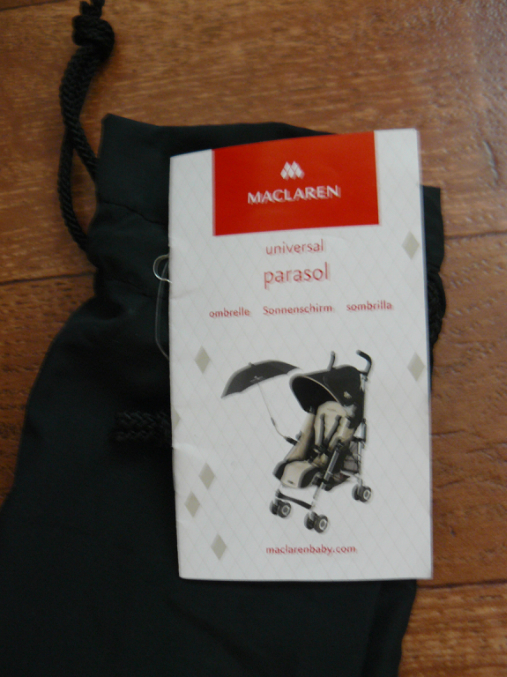 MACLAREN
universal
parasol
ombrelle Sonnenschirm sombrilla
maclarenbaby.com